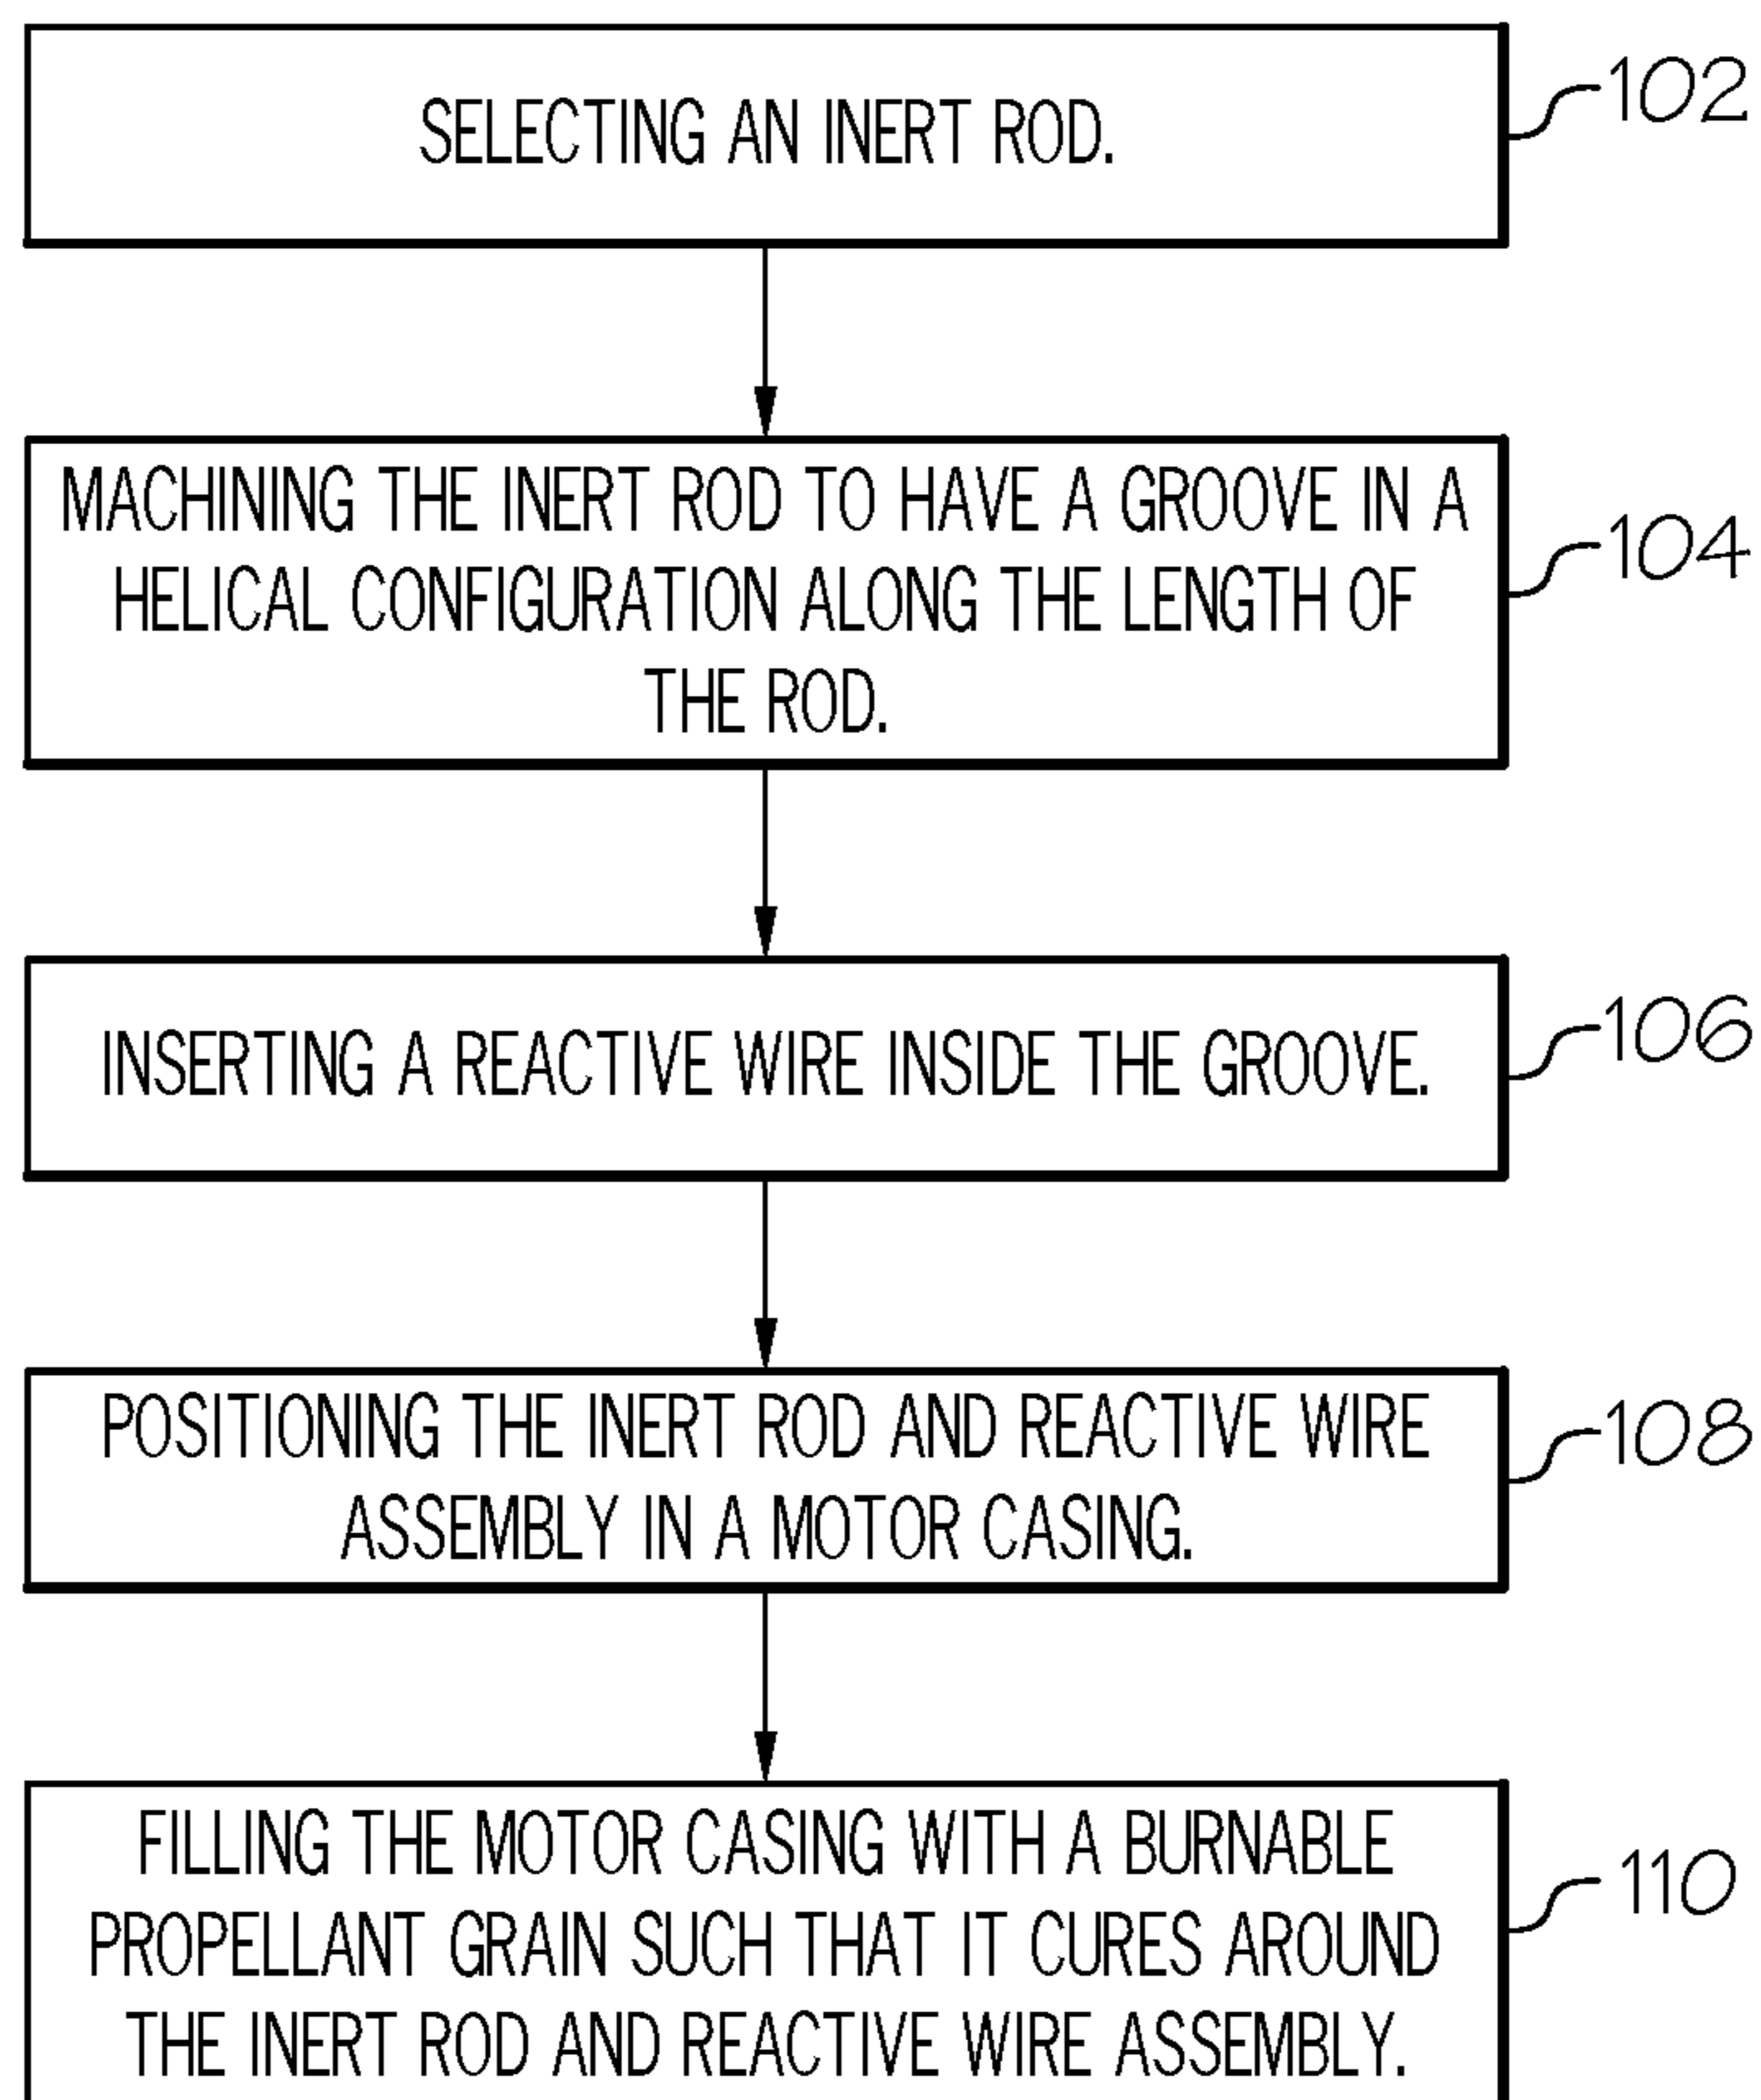 SELECTING AN INERT ROD.
102
MACHINING THE INERT ROD TO HAVE A GROOVE IN A
HELICAL CONFIGURATION ALONG THE LENGTH OF
THE ROD.
104
INSERTING A REACTIVE WIRE INSIDE THE GROOVE.
106
POSITIONING THE INERT ROD AND REACTIVE WIRE
ASSEMBLY IN A MOTOR CASING.
108
FILLING THE MOTOR CASING WITH A BURNABLE
PROPELLANT GRAIN SUCH THAT IT CURES AROUND
THE INERT ROD AND REACTIVE WIRE ASSEMBLY.
110